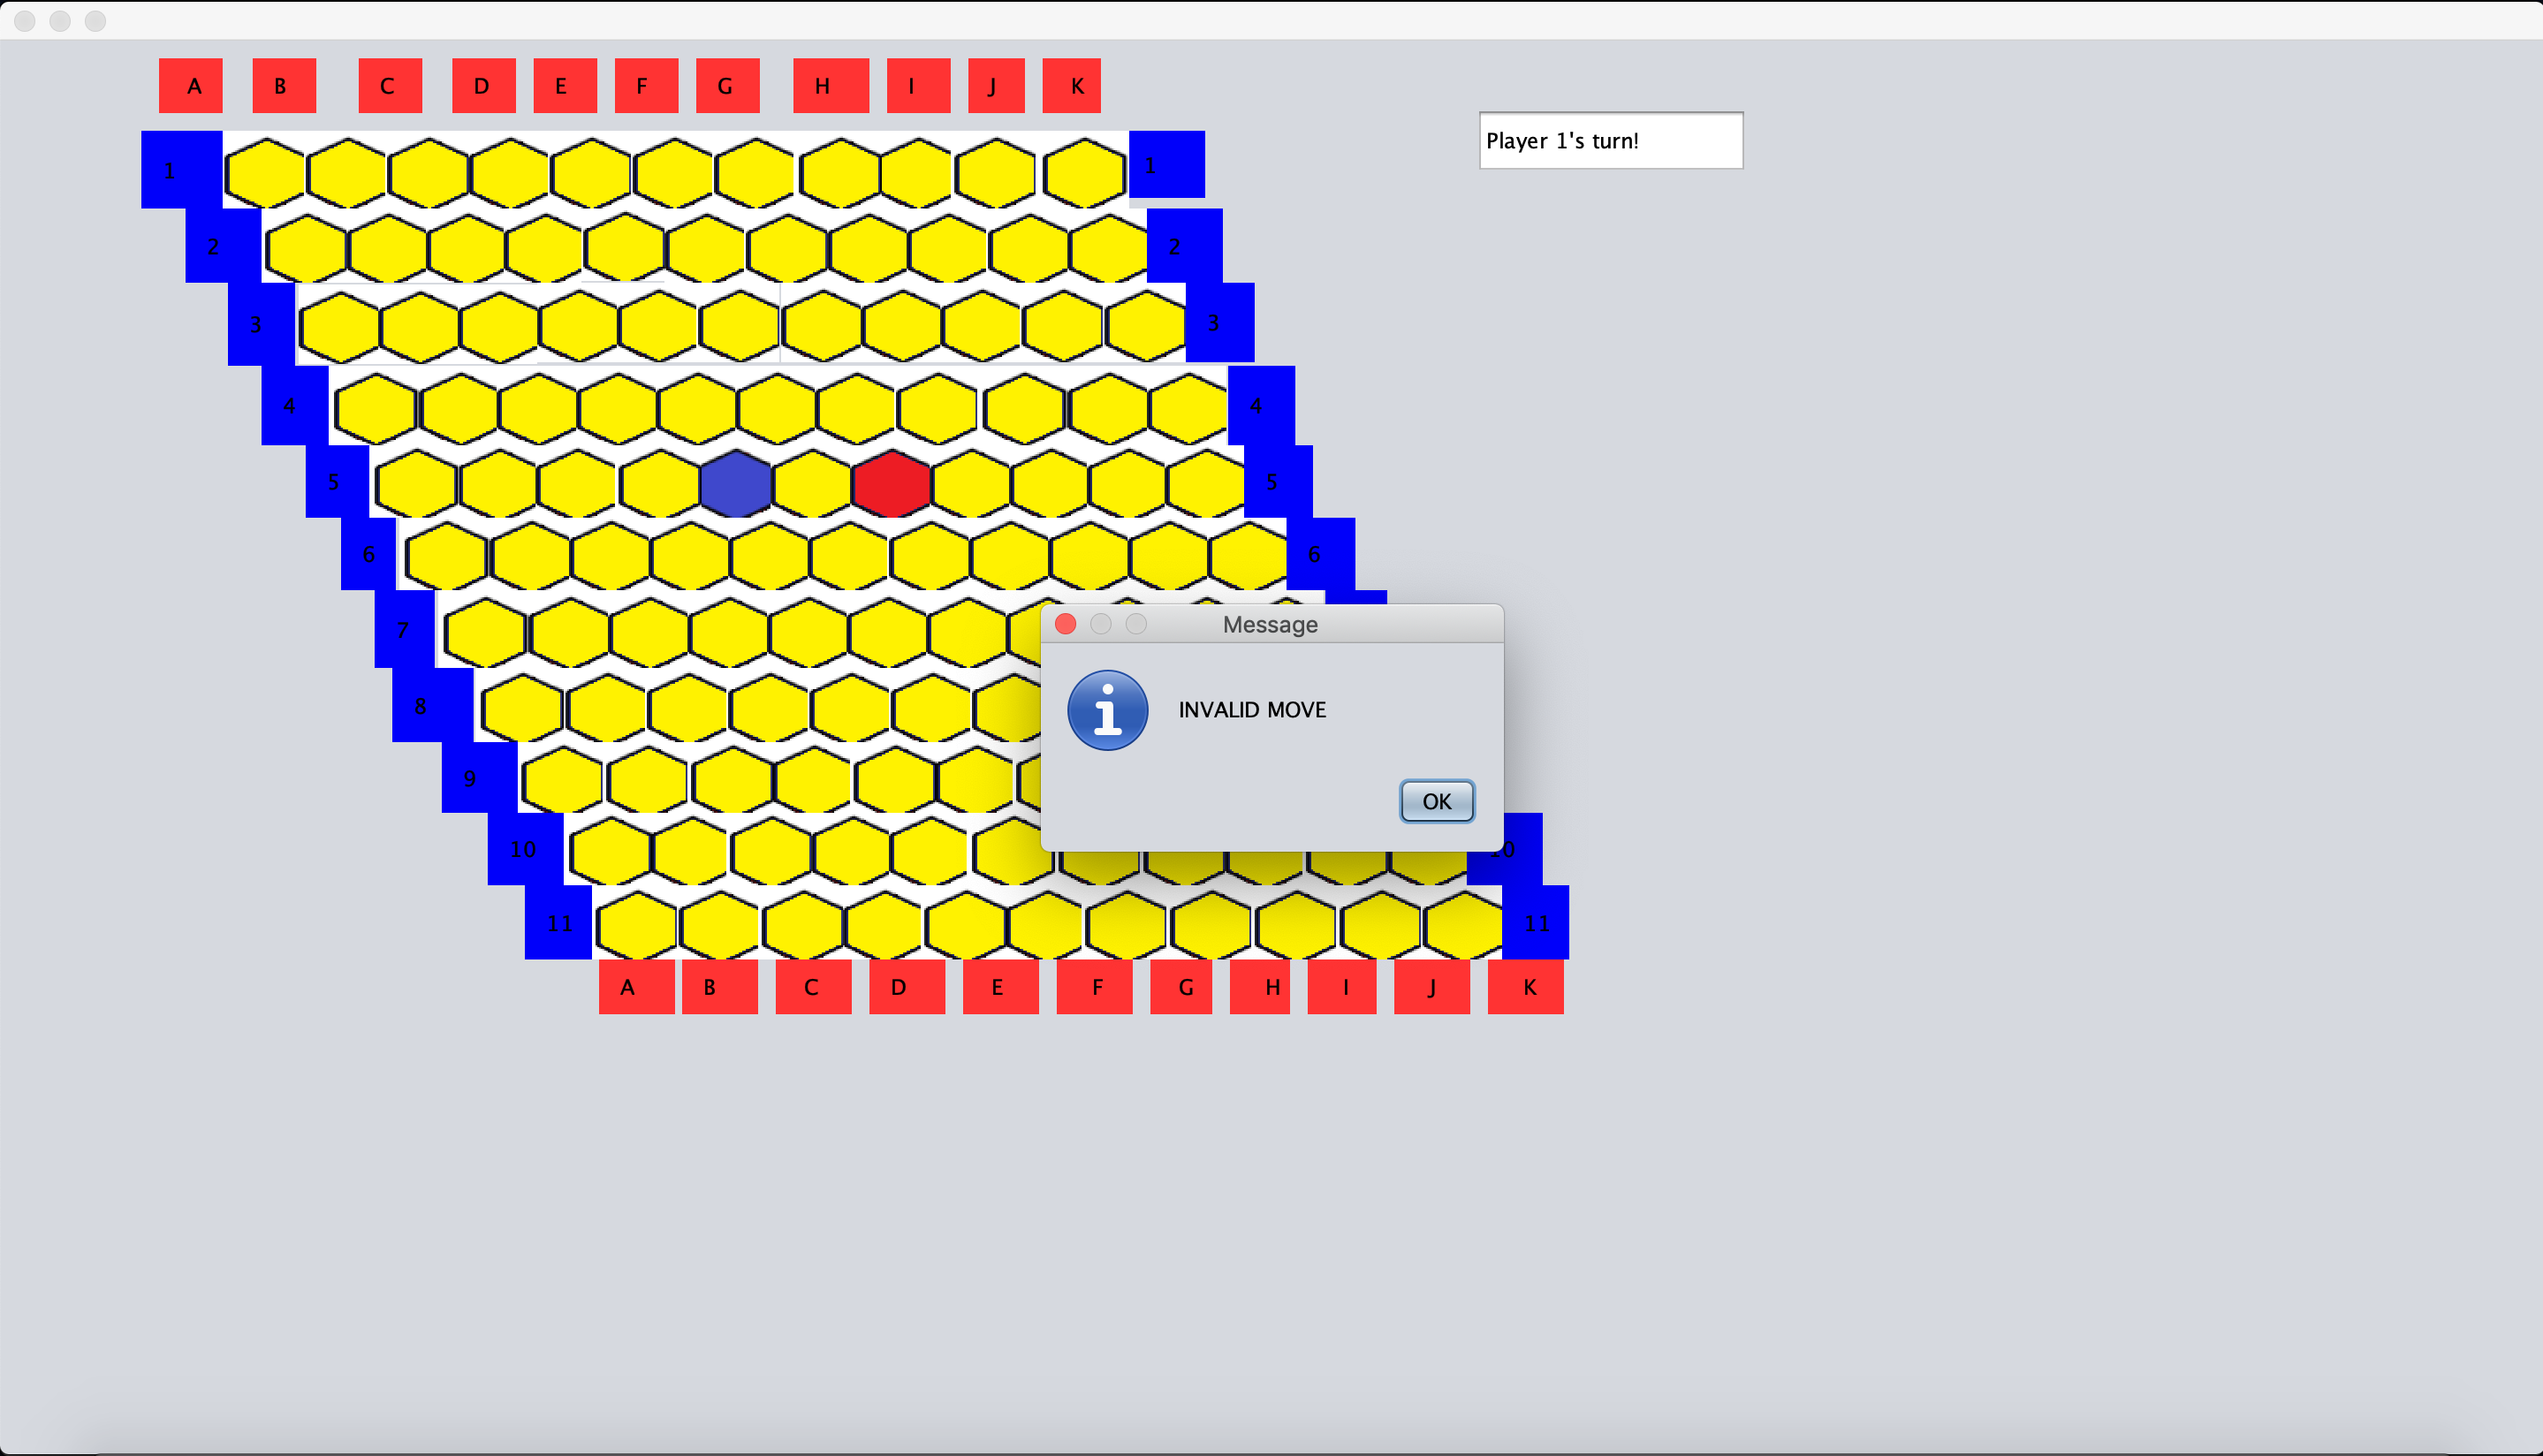 A B C D E F G H I J K
Player 1's turn!
1 1
2 2
3 3
4 4
5 5
6 6
7
Message
8
INVALID MOVE
9
OK
10 10
11 11
A B C D E F G H I J K